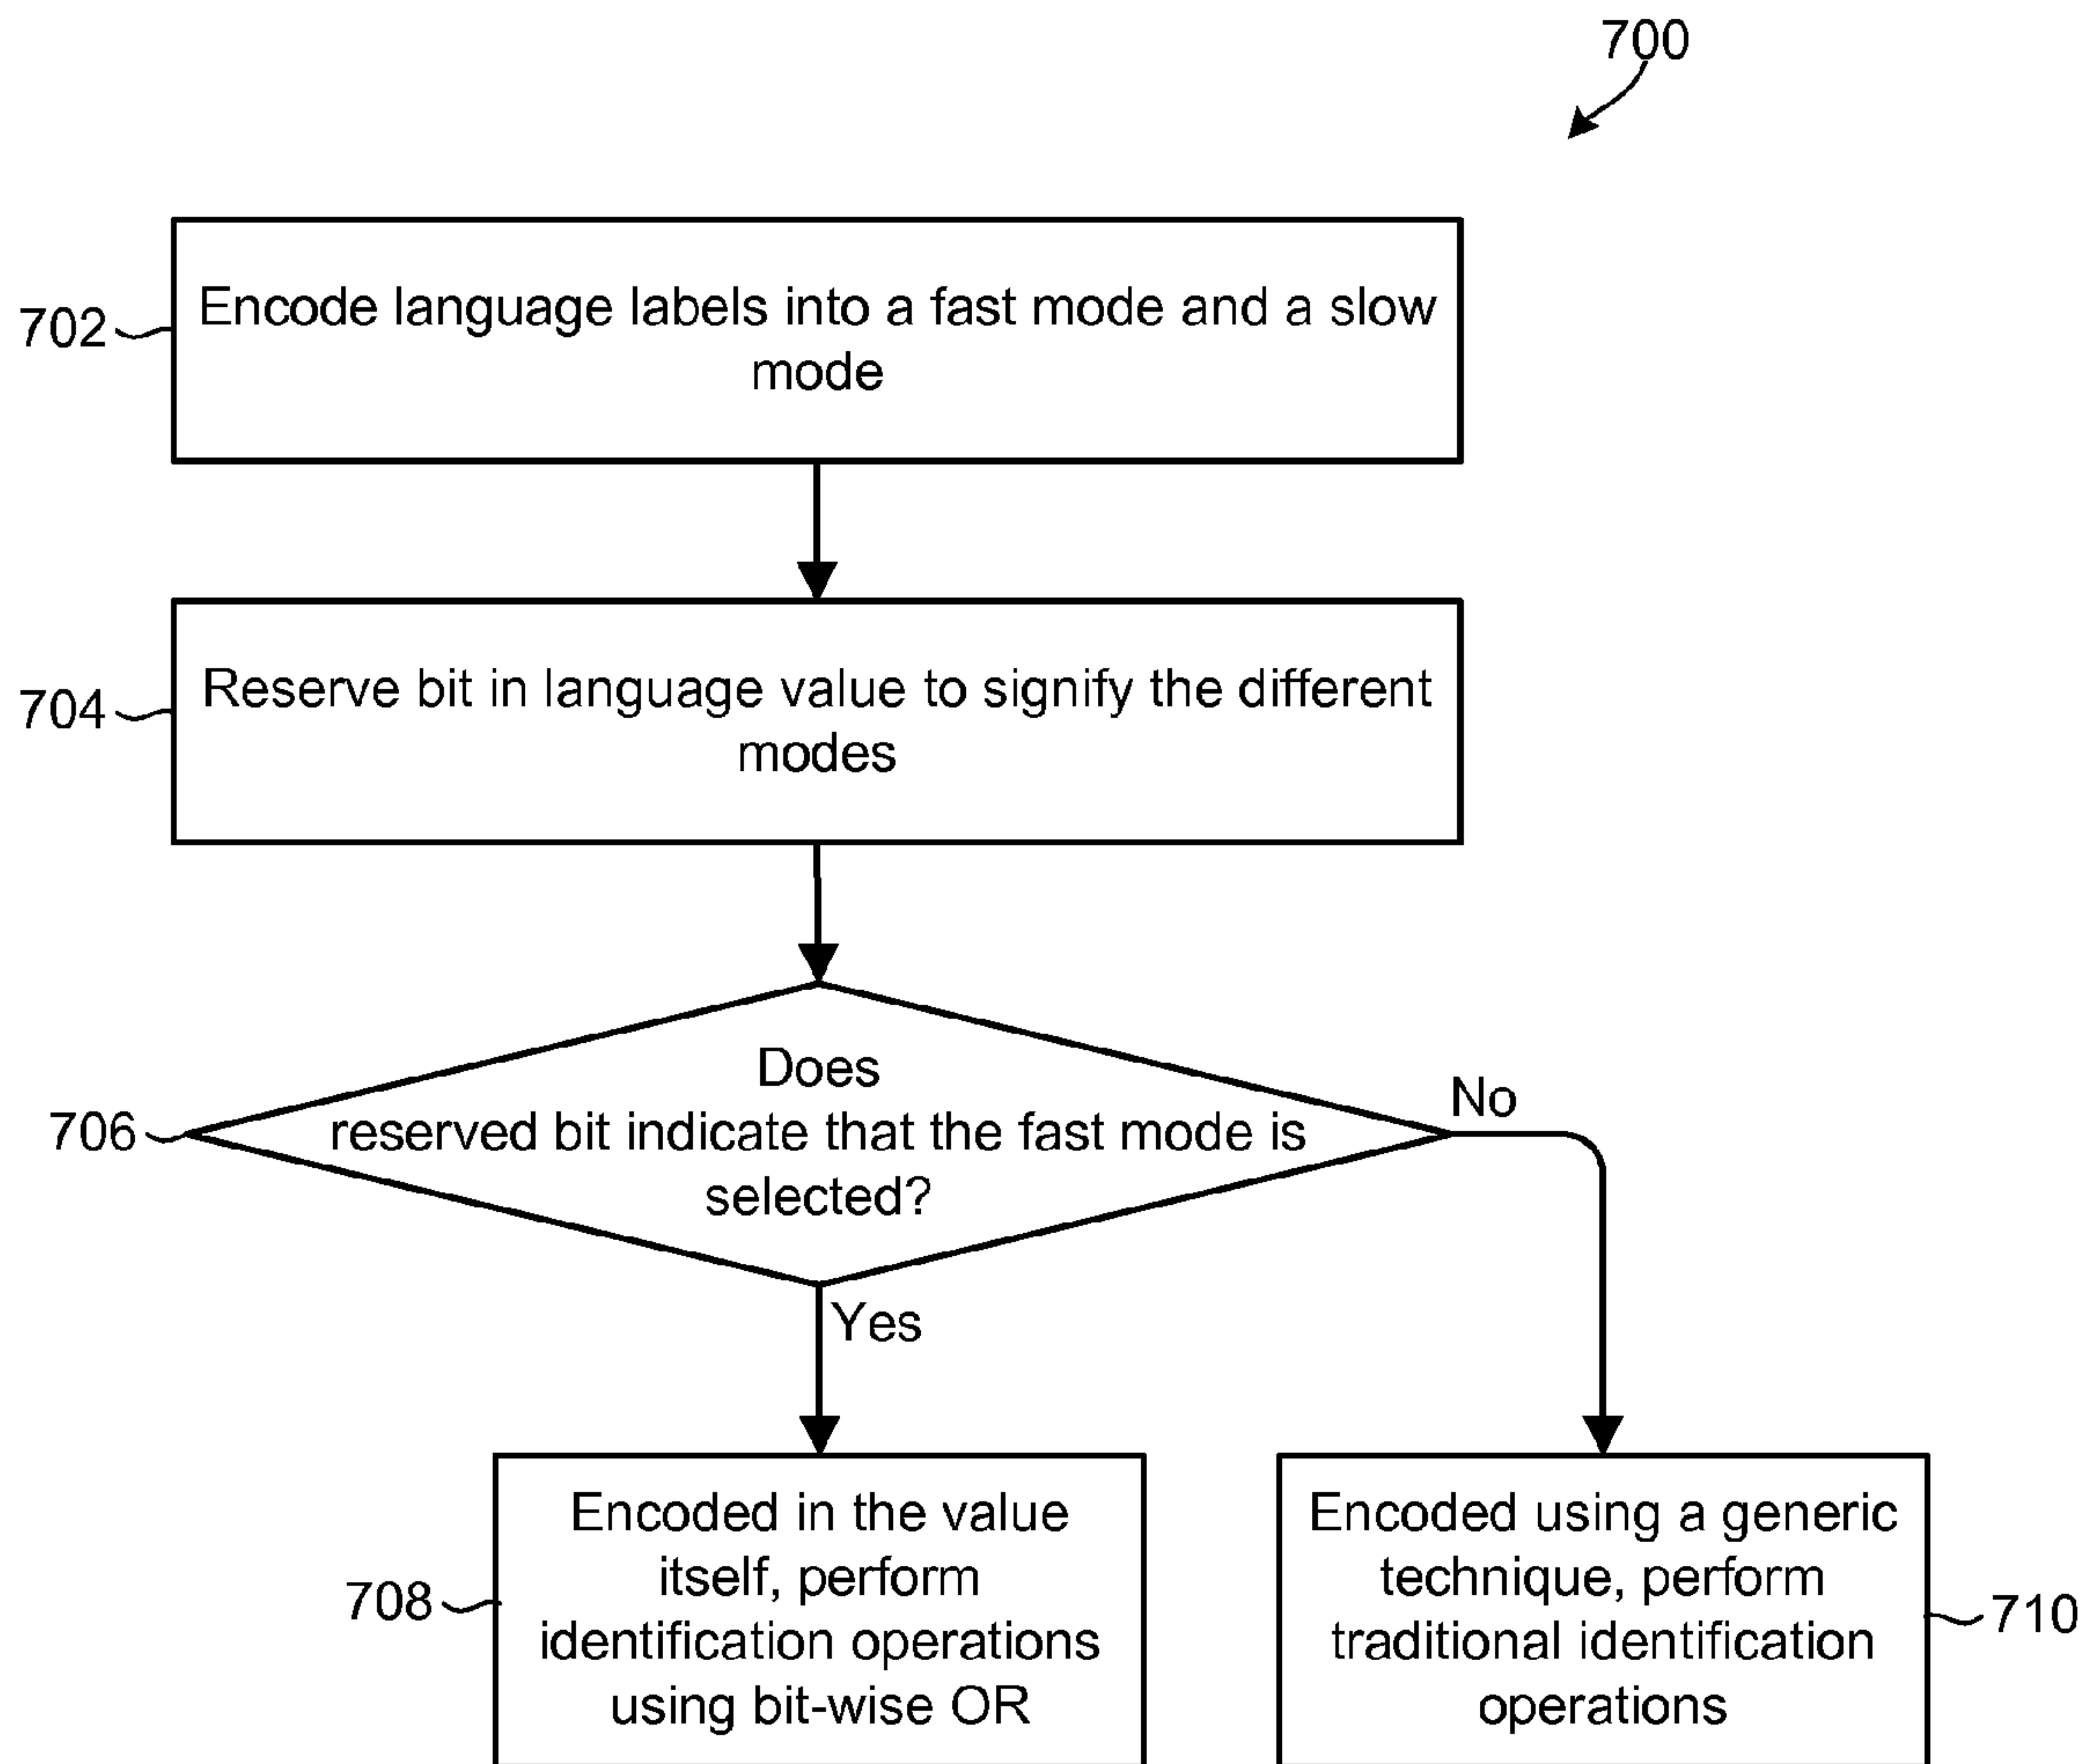 700
702
Encode language labels into a fast mode and a slow
mode
704
Reserve bit in language value to signify the different
modes
706
Does
reserved bit indicate that the fast mode is
selected?
No
Yes
708
Encoded in the value
itself, perform
identification operations
using bit-wise OR
Encoded using a generic
technique, perform
traditional identification
operations
710